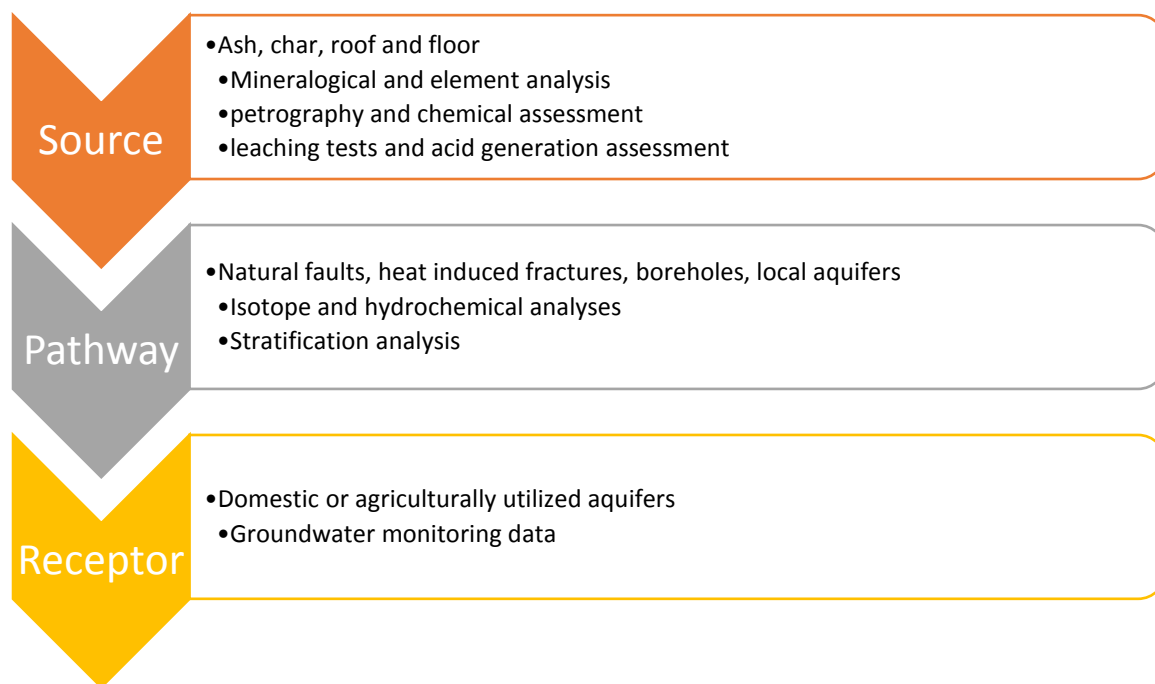 Source
•Ash, char, roof and floor
•Mineralogical and element analysis
•petrography and chemical assessment
•leaching tests and acid generation assessment
Pathway
•Natural faults, heat induced fractures, boreholes, local aquifers
•Isotope and hydrochemical analyses
•Stratification analysis
Receptor
•Domestic or agriculturally utilized aquifers
•Groundwater monitoring data